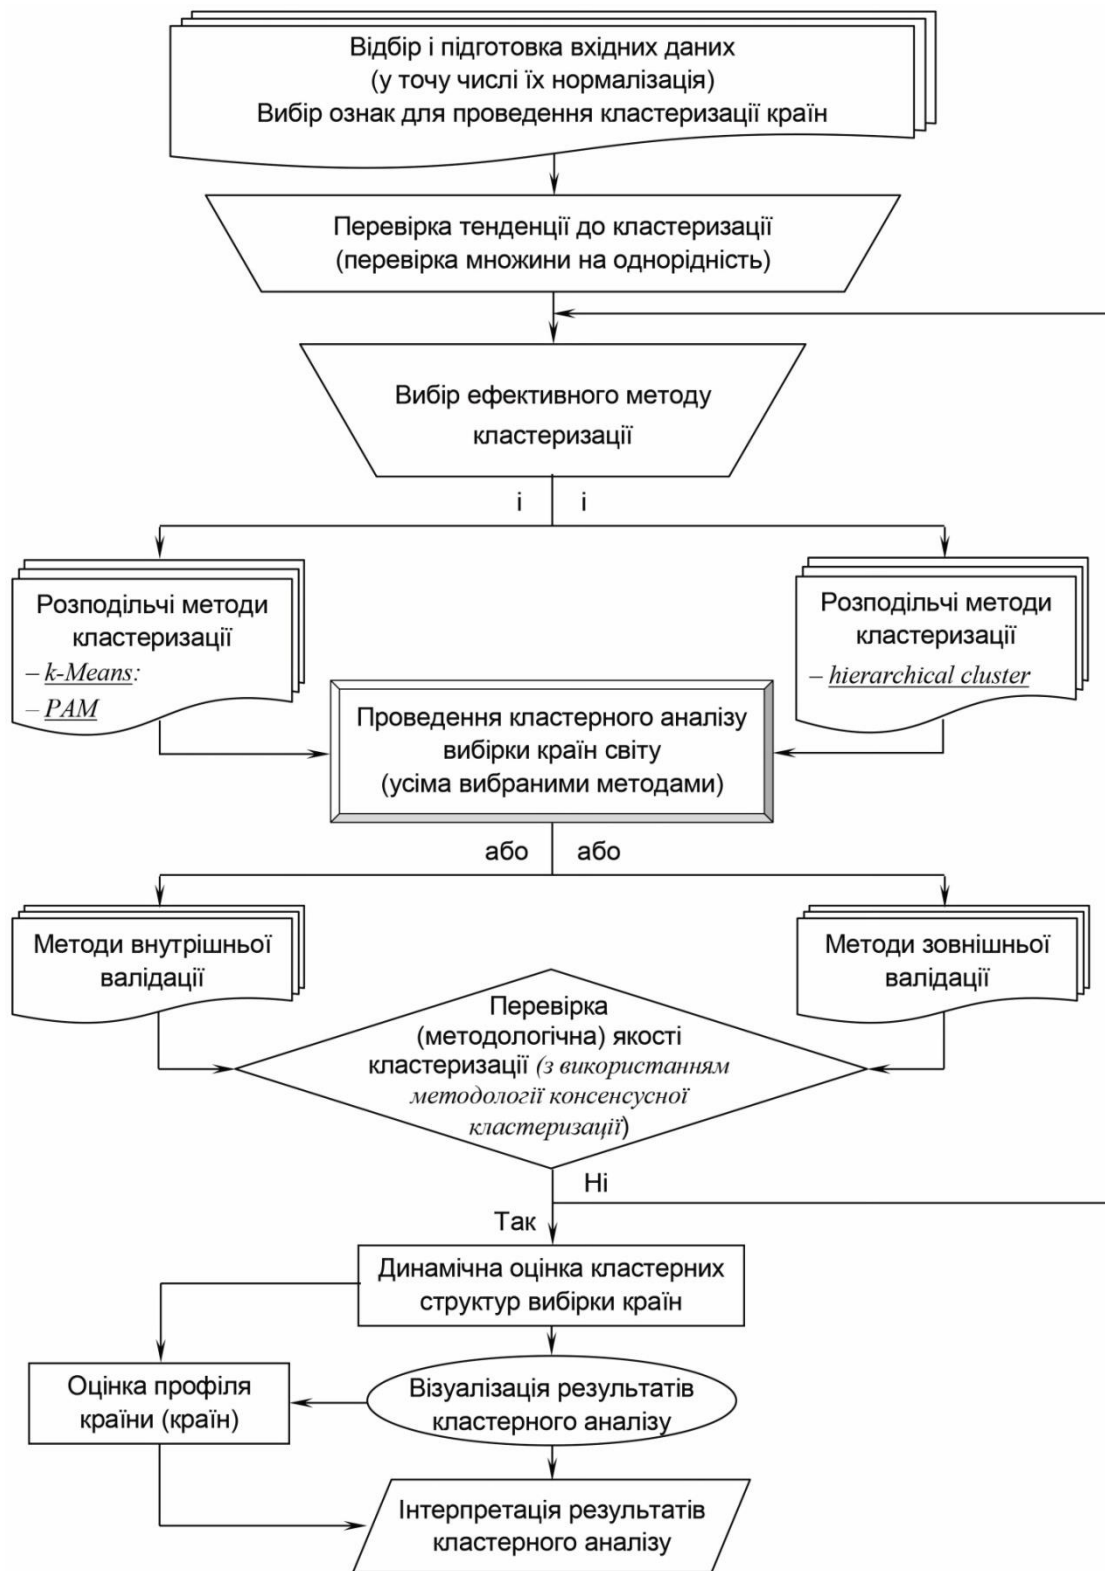 Відбір і підготовка вхідних даних
(у точу числі їх нормалізація)
Вибір ознак для проведення кластеризації країн
Перевірка тенденції до кластеризації
(перевірка множини на однорідність)
Вибір ефективного методу
кластеризації
і
і
Розподільчі методи
кластеризації
– k-Means:
– PAM
Розподільчі методи
кластеризації
– hierarchical cluster
Проведення кластерного аналізу
вибірки країн світу
(усіма вибраними методами)
або
або
Методи внутрішньої
валідації
Методи зовнішньої
валідації
Перевірка
(методологічна) якості
кластеризації (з використанням
методології консенсусної
кластеризації)
Ні
Так
Динамічна оцінка кластерних
структур вибірки країн
Оцінка профіля
країни (країн)
Візуалізація результатів
кластерного аналізу
Інтерпретація результатів
кластерного аналізу